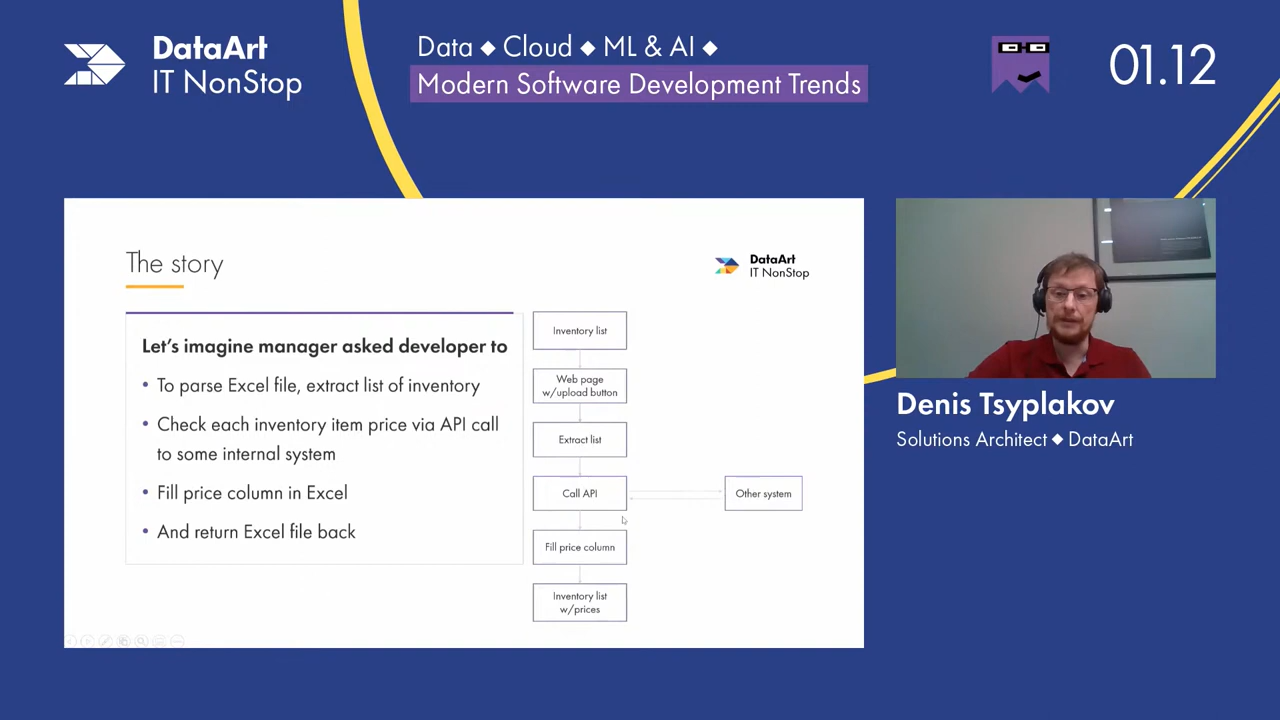 DataArt
IT NonStop
Data ◆ Cloud ◆ ML & AI ◆
Modern Software Development Trends
01.12
The story
DataArt
IT NonStop
Let's imagine manager asked developer to
• To parse Excel file, extract list of inventory
• Check each inventory item price via API call
to some internal system
• Fill price column in Excel
• And return Excel file back
Inventory list
Web page
w/upload button
Extract list
Call API
Other system
Fill price column
Inventory list
w/prices
Denis Tsyplakov
Solutions Architect ◆ DataArt